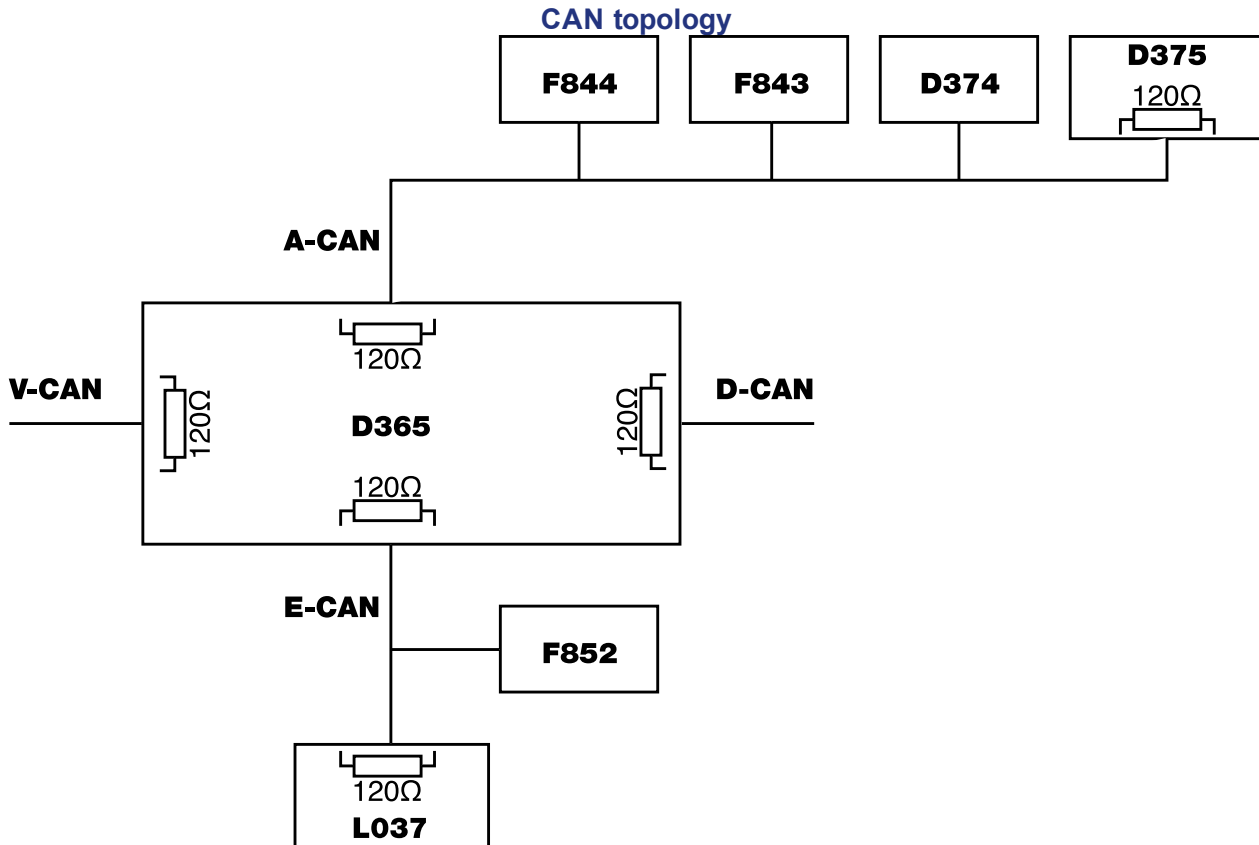 CAN topology
F844
F843
D374
D375
120Ω
A-CAN
120Ω
V-CAN
120Ω
D365
120Ω
D-CAN
120Ω
E-CAN
F852
120Ω
L037